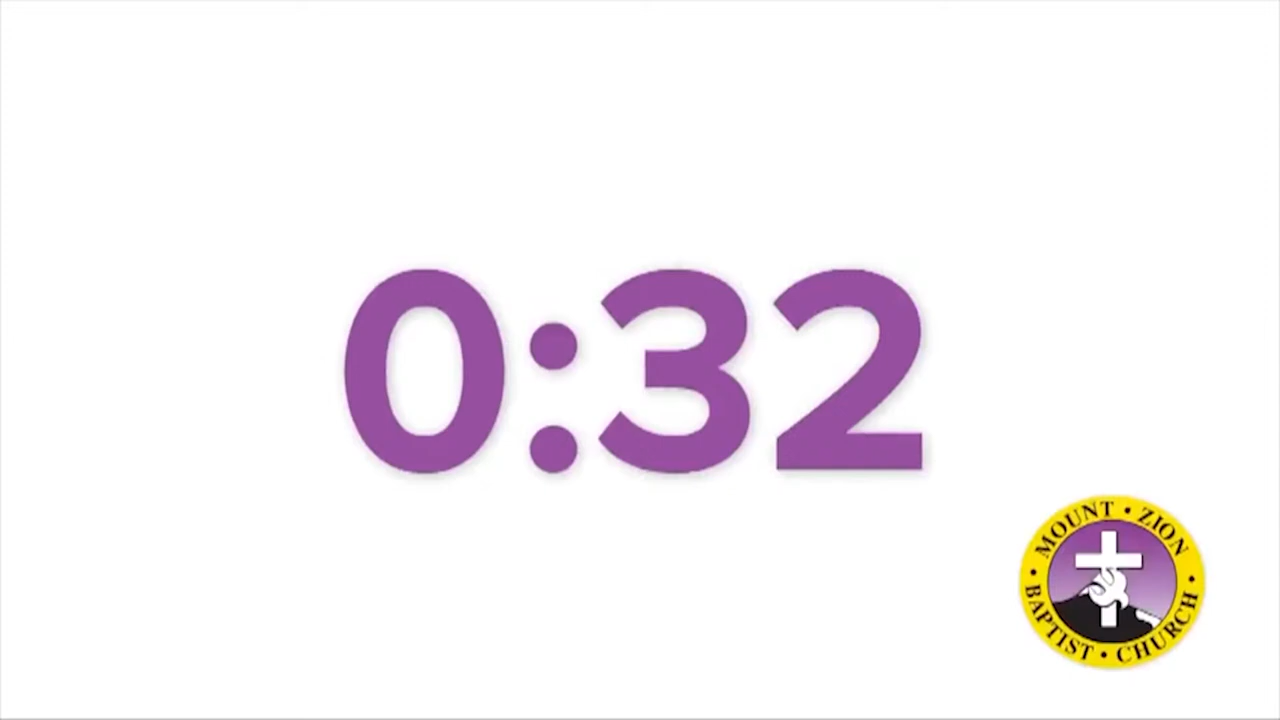 0:32
MOUNT • ZION
• BAPTIST • CHURCH •